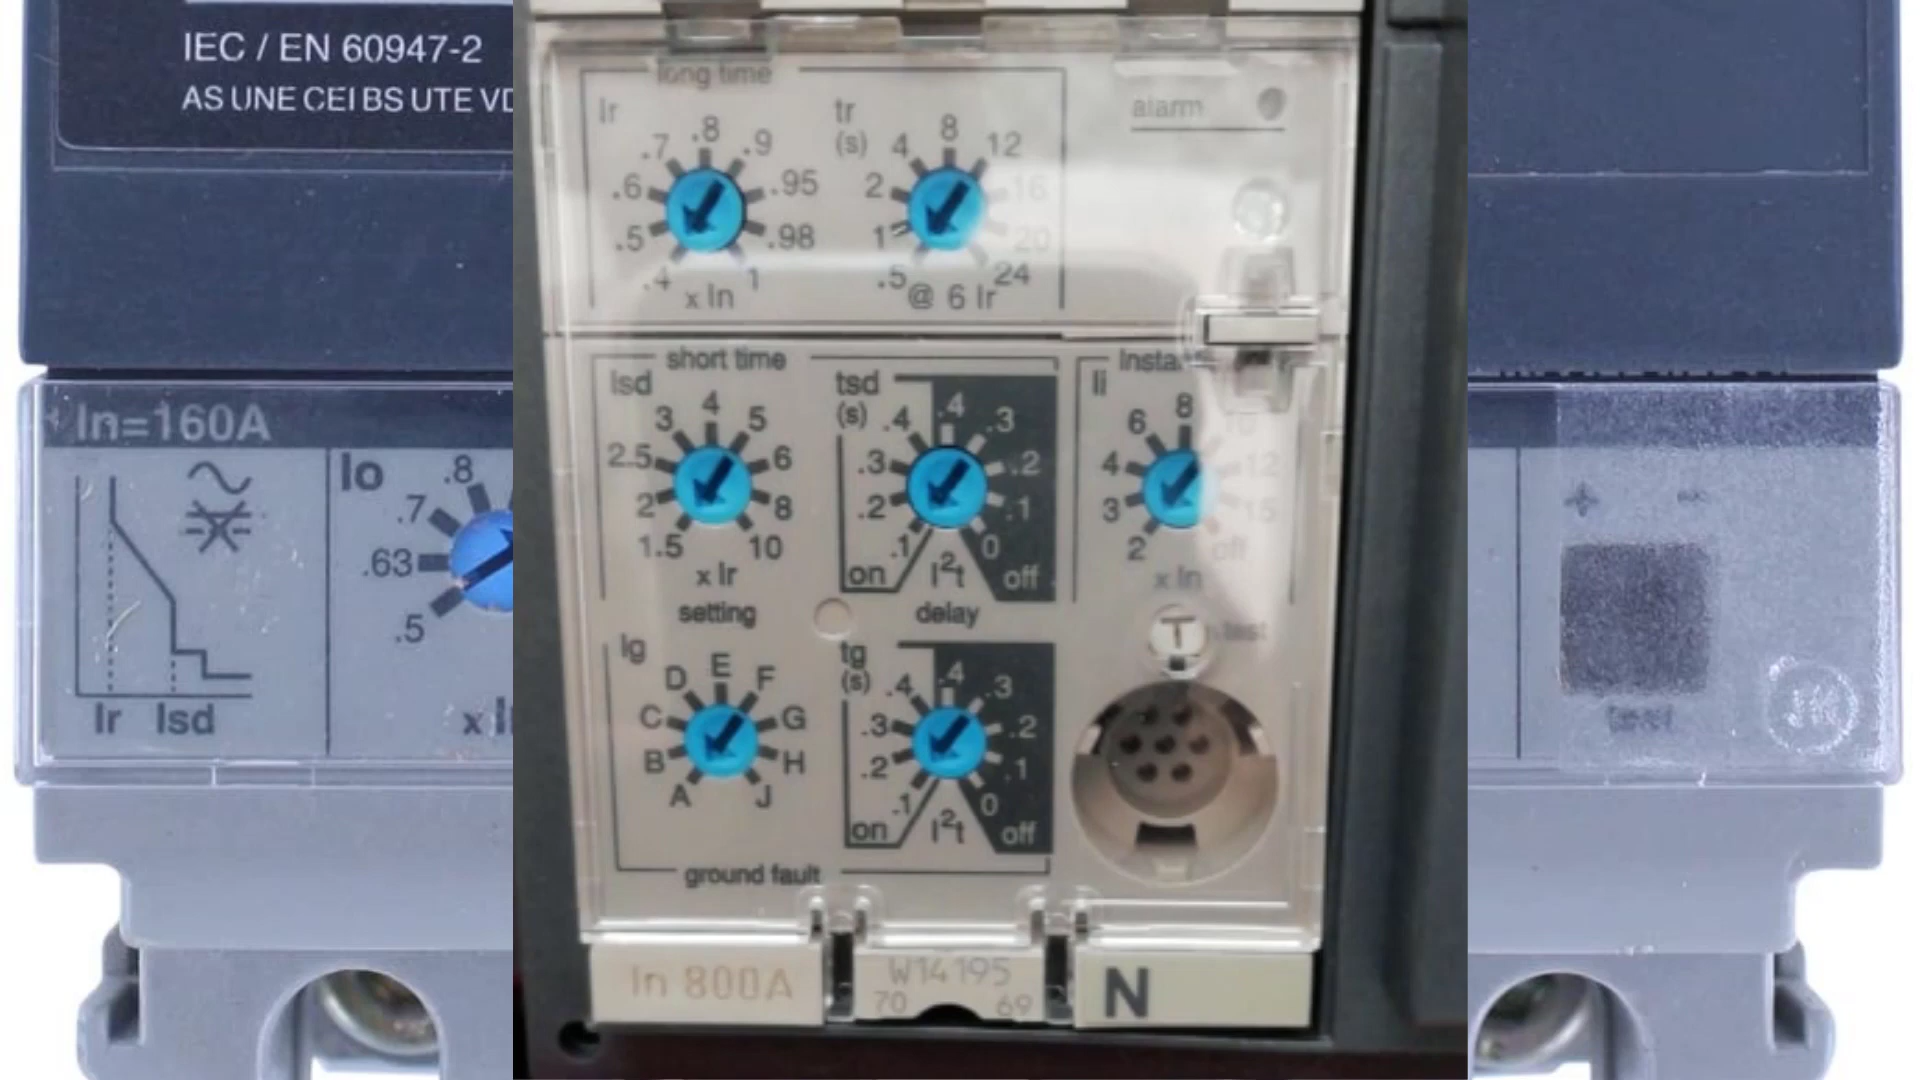 IEC / EN 60947-2
AS UNE CEI BS UTE VD
In=160A
Io
.8
.7
.63
.5
Ir Isd
x I
long time
Ir
.4 .5 .6 .7 .8 .9 .95 .98 1
x In
tr
(s)
.5 1 2 4 8 12 16 20 24
@ 6 Ir
alarm
short time
Isd
1.5 2 2.5 3 4 5 6 8 10
x Ir
tsd
(s)
.1 .2 .3 .4 .4 .3 .2 .1 0
on I²t off
Ii
2 3 4 6 8 10 12 15 off
x In
setting
delay
T test
Ig
A B C D E F G H J
tg
(s)
.1 .2 .3 .4 .4 .3 .2 .1 0
on I²t off
ground fault
In 800A
W14195
70 69
N
+ -